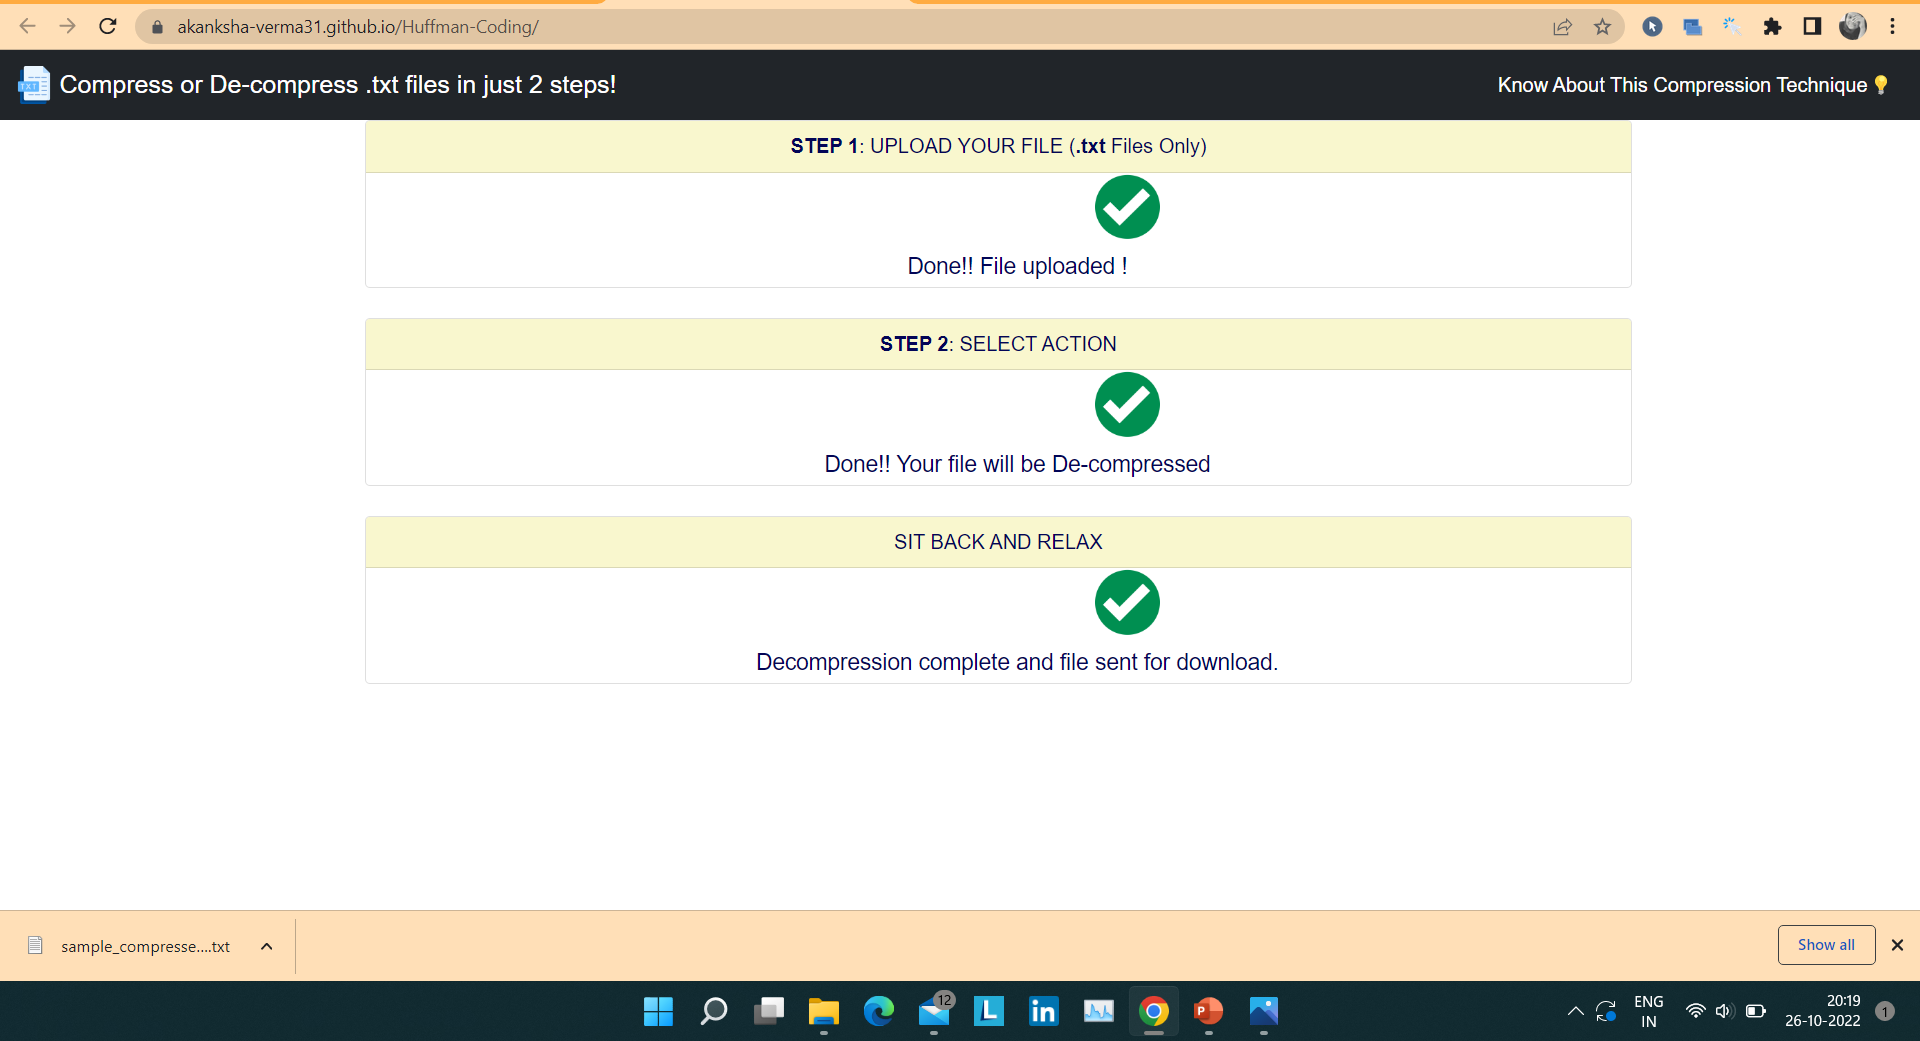 akanksha-verma31.github.io/Huffman-Coding/
TXT
Compress or De-compress .txt files in just 2 steps!
Know About This Compression Technique💡
STEP 1: UPLOAD YOUR FILE (.txt Files Only)
Done!! File uploaded !
STEP 2: SELECT ACTION
Done!! Your file will be De-compressed
SIT BACK AND RELAX
Decompression complete and file sent for download.
sample_compresse....txt
Show all
12
L
in
P
ENG
IN
20:19
26-10-2022
1